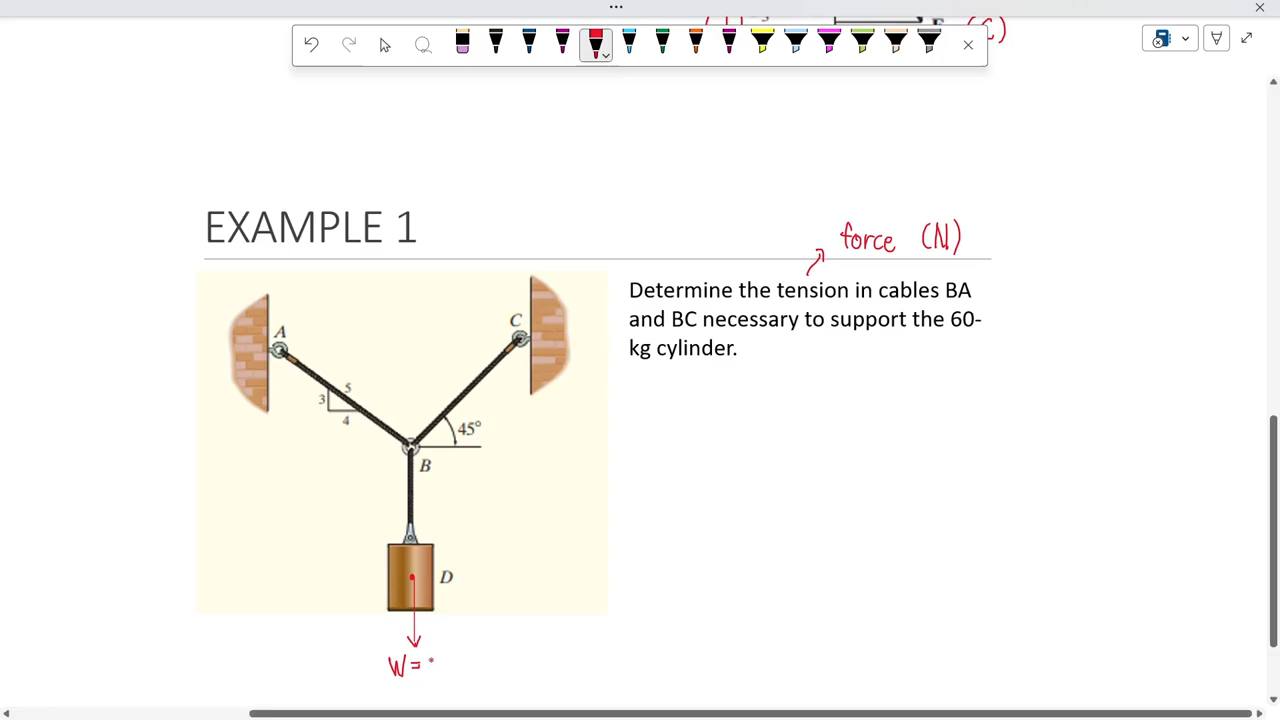 EXAMPLE 1
force (N)
Determine the tension in cables BA
and BC necessary to support the 60-
kg cylinder.
A
C
5
3
4
45°
B
D
W=